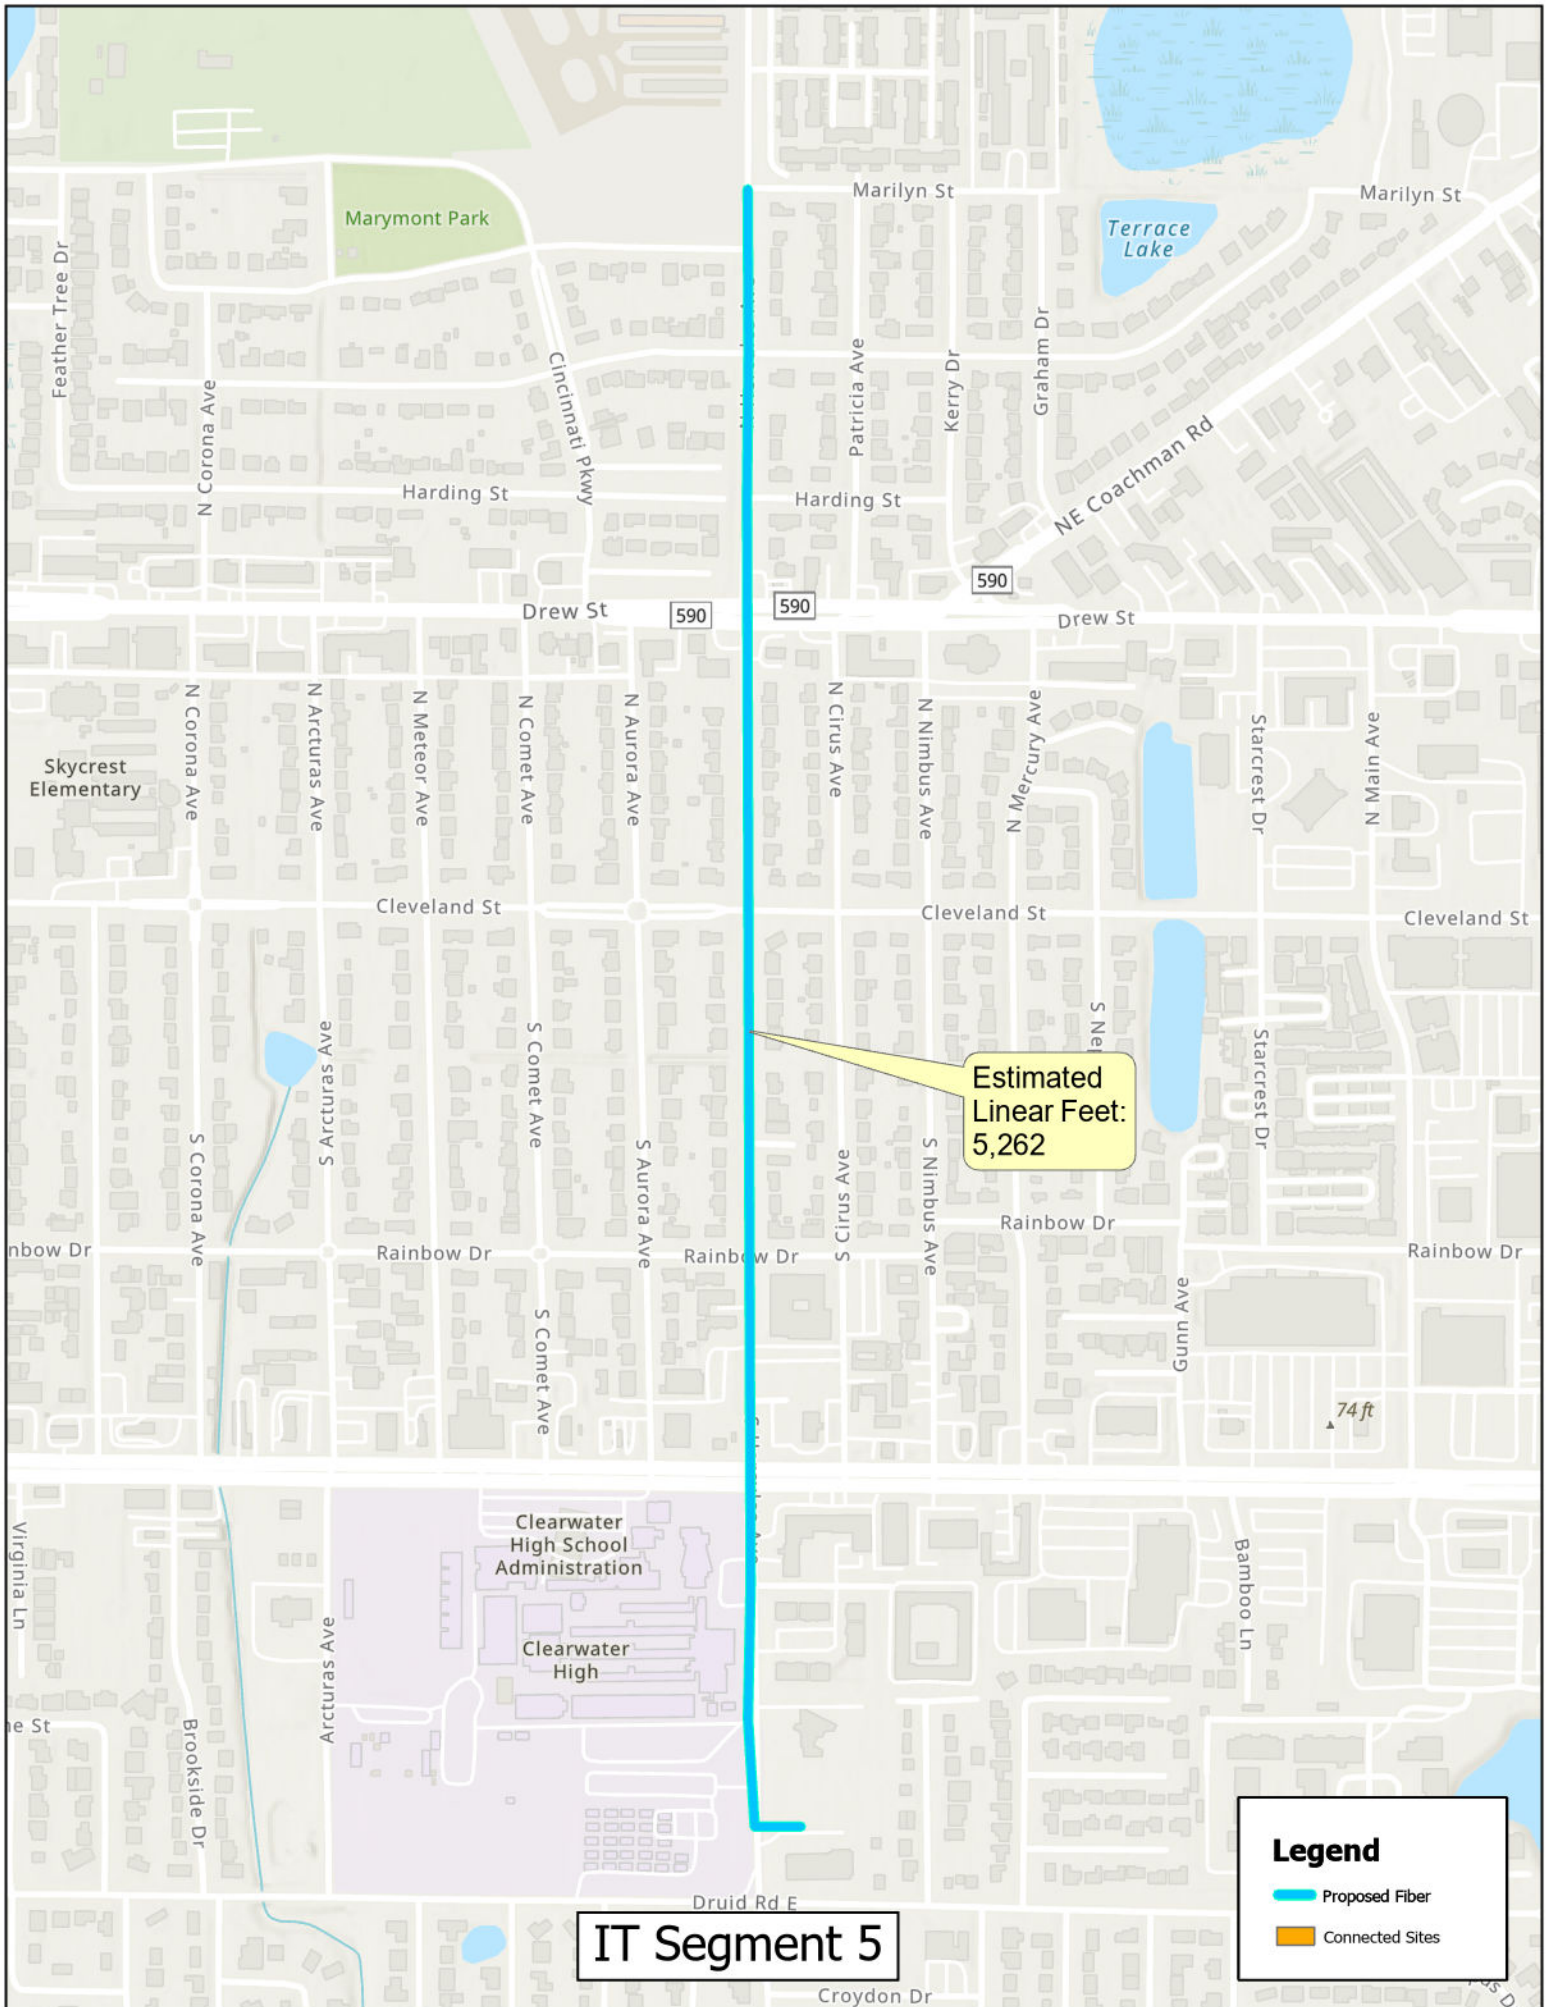 Marilyn St
Marilyn St
Marymont Park
Terrace
Lake
Feather Tree Dr
N Corona Ave
Cincinnati Pkwy
Patricia Ave
Kerry Dr
Graham Dr
NE Coachman Rd
Harding St
Harding St
590
590
590
Drew St
Drew St
Skycrest
Elementary
N Corona Ave
N Arcturas Ave
N Meteor Ave
N Comet Ave
N Aurora Ave
N Cirus Ave
N Nimbus Ave
N Mercury Ave
Starcrest Dr
N Main Ave
Cleveland St
Cleveland St
Cleveland St
S Corona Ave
S Arcturas Ave
S Comet Ave
S Aurora Ave
S Cirus Ave
S Nimbus Ave
Starcrest Dr
Estimated
Linear Feet:
5,262
nbow Dr
Rainbow Dr
Rainbow Dr
Rainbow Dr
Rainbow Dr
S Comet Ave
Gunn Ave
74 ft
Clearwater
High School
Administration
Clearwater
High
Virginia Ln
Arcturas Ave
Brookside Dr
Bamboo Ln
ne St
Druid Rd E
IT Segment 5
Croydon Dr
Legend
Proposed Fiber
Connected Sites